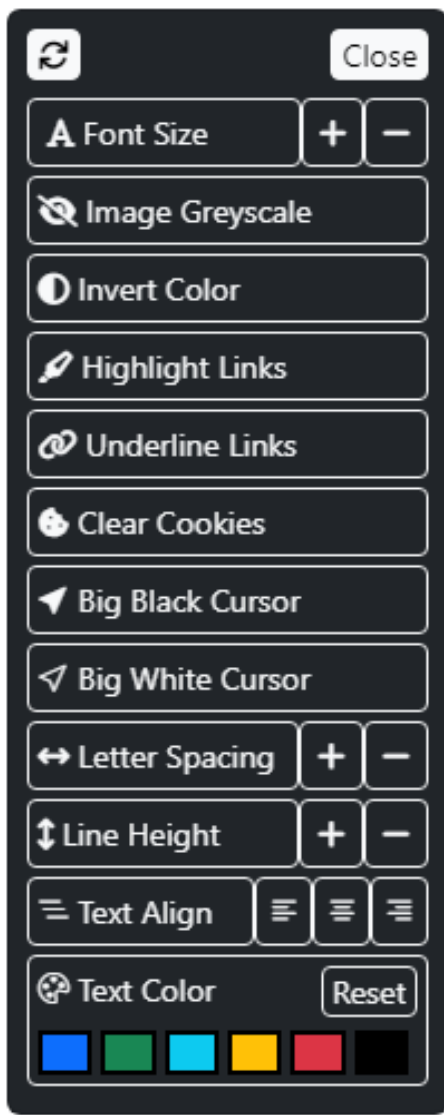 Close
Font Size + −
Image Greyscale
Invert Color
Highlight Links
Underline Links
Clear Cookies
Big Black Cursor
Big White Cursor
Letter Spacing + −
Line Height + −
Text Align
Text Color Reset